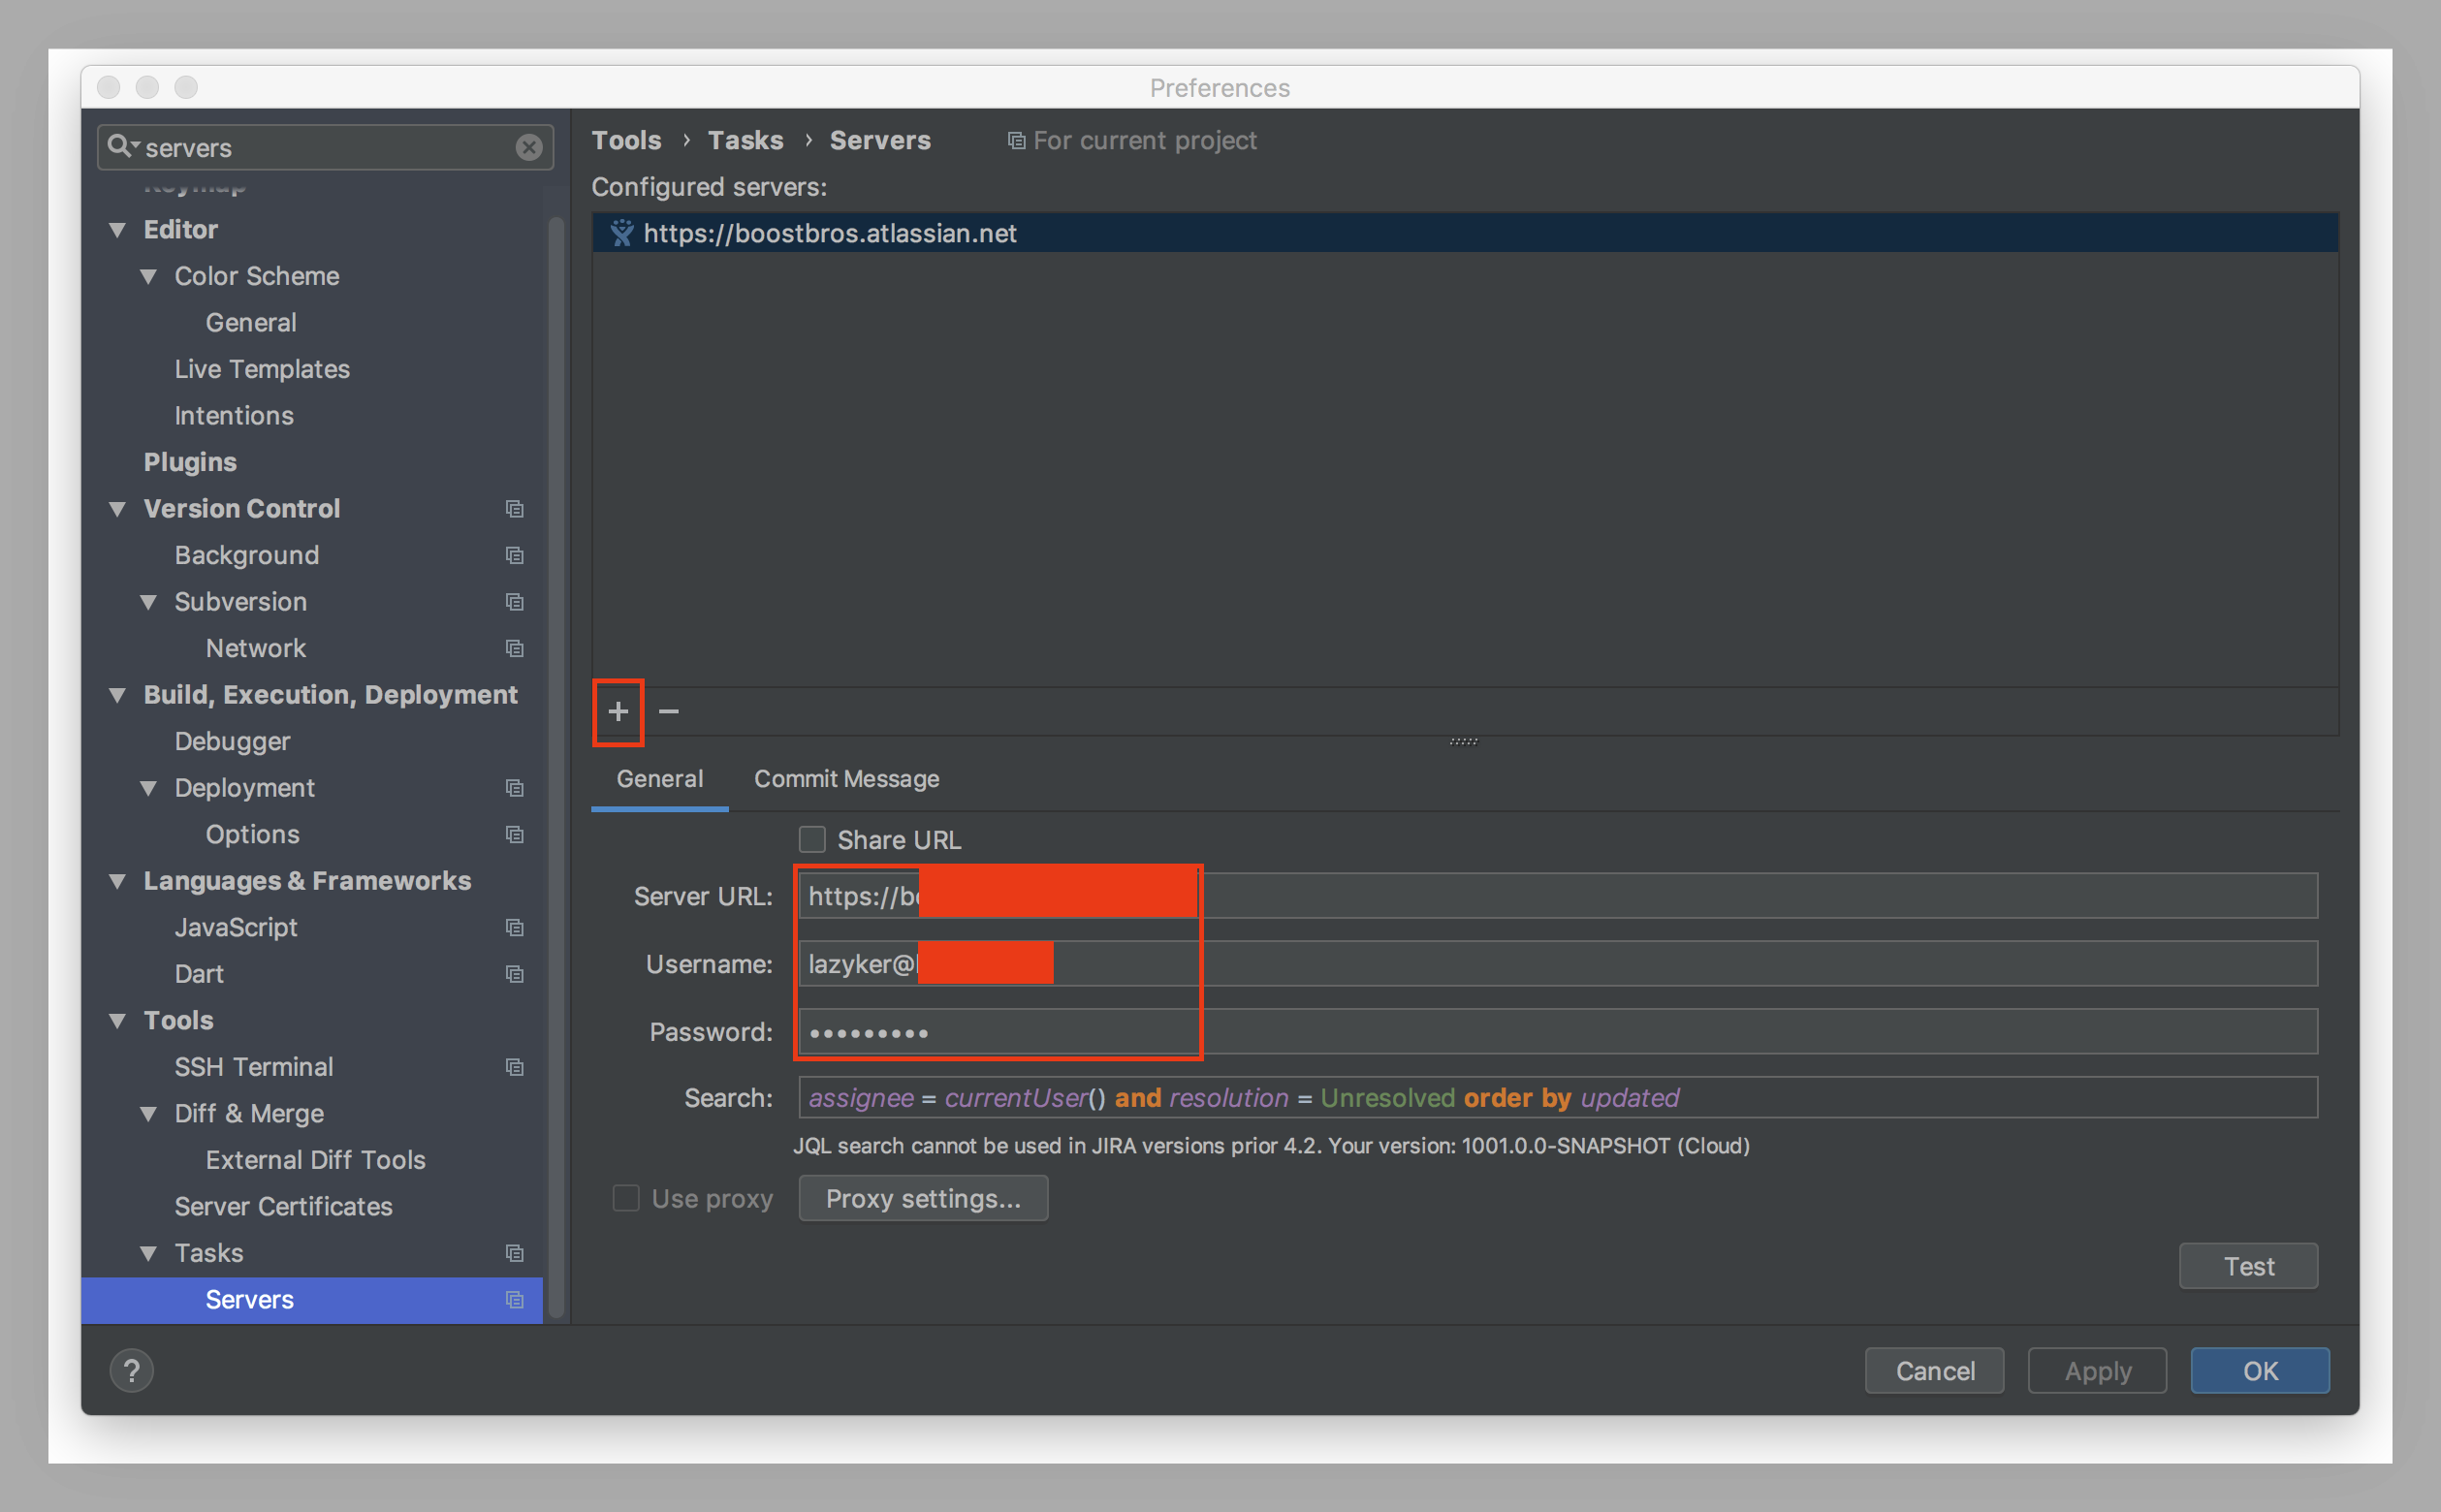 Preferences
servers
Keymap
Editor
Color Scheme
General
Live Templates
Intentions
Plugins
Version Control
Background
Subversion
Network
Build, Execution, Deployment
Debugger
Deployment
Options
Languages & Frameworks
JavaScript
Dart
Tools
SSH Terminal
Diff & Merge
External Diff Tools
Server Certificates
Tasks
Servers
?
Tools › Tasks › Servers For current project
Configured servers:
https://boostbros.atlassian.net
General Commit Message
Share URL
Server URL: https://b
Username: lazyker@
Password: •••••••••
Search: assignee = currentUser() and resolution = Unresolved order by updated
JQL search cannot be used in JIRA versions prior 4.2. Your version: 1001.0.0-SNAPSHOT (Cloud)
Use proxy Proxy settings...
Test
Cancel Apply OK